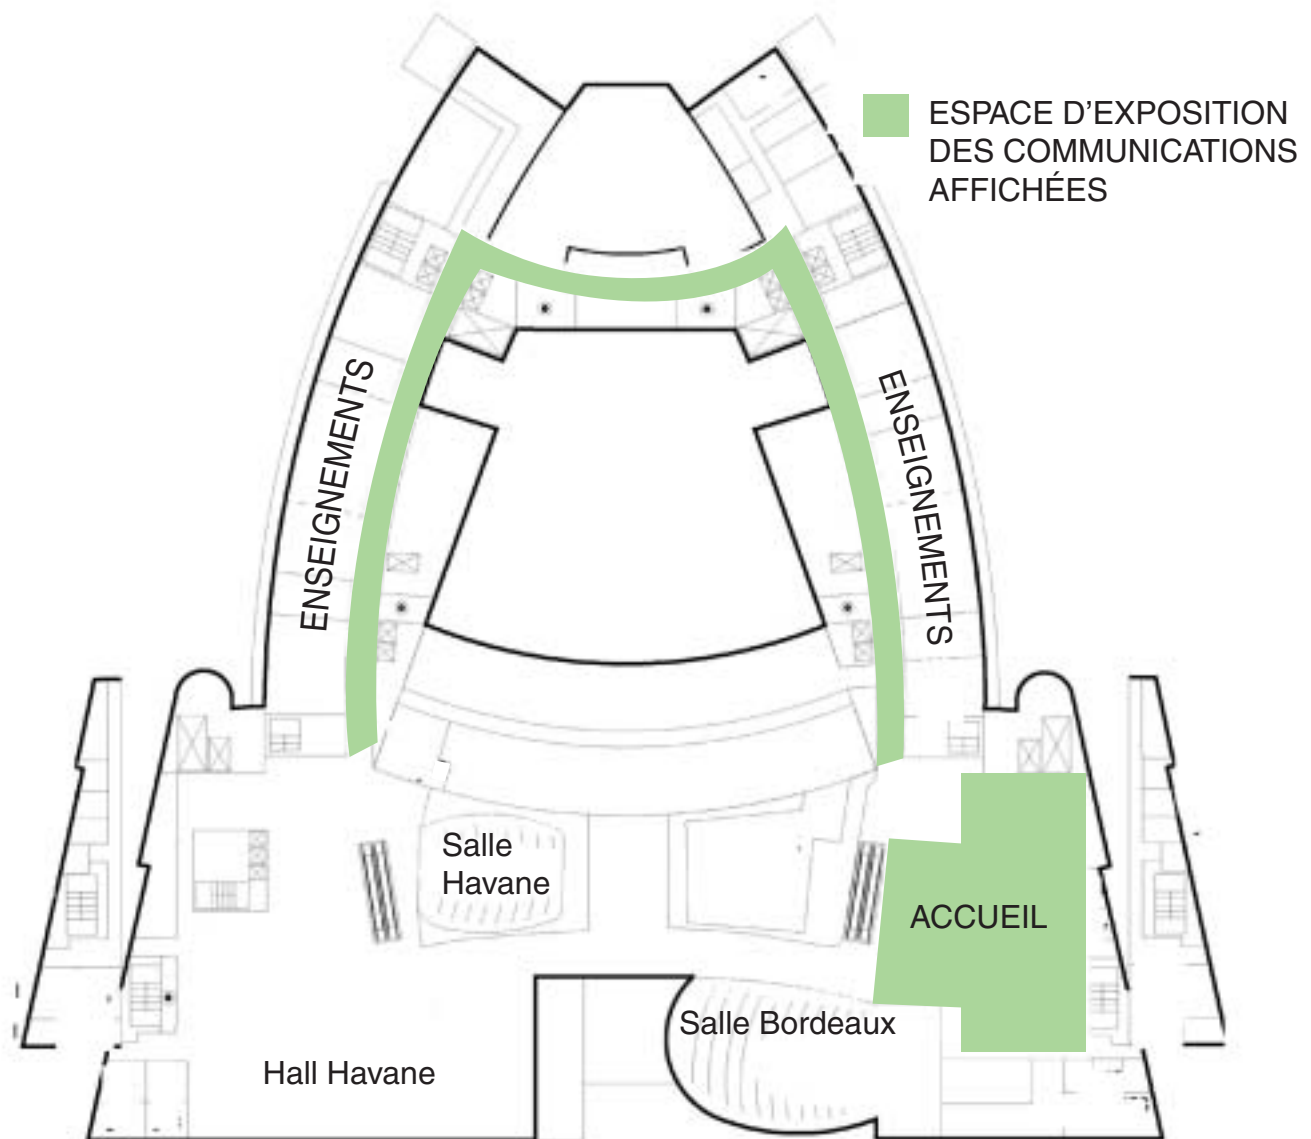 ESPACE D’EXPOSITION
DES COMMUNICATIONS
AFFICHÉES
ENSEIGNEMENTS
ENSEIGNEMENTS
Salle
Havane
ACCUEIL
Salle Bordeaux
Hall Havane